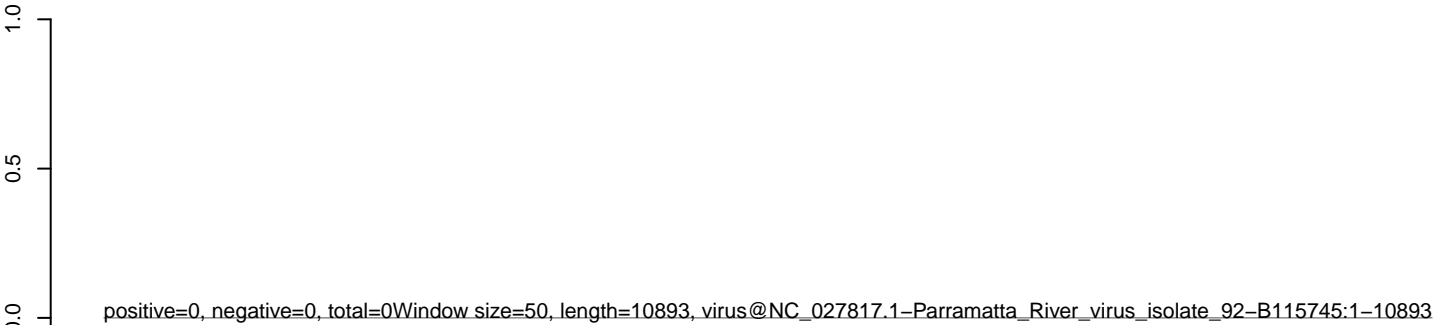 1.0
0.5
0.0
positive=0, negative=0, total=0Window size=50, length=10893, virus@NC_027817.1−Parramatta_River_virus_isolate_92−B115745:1−10893